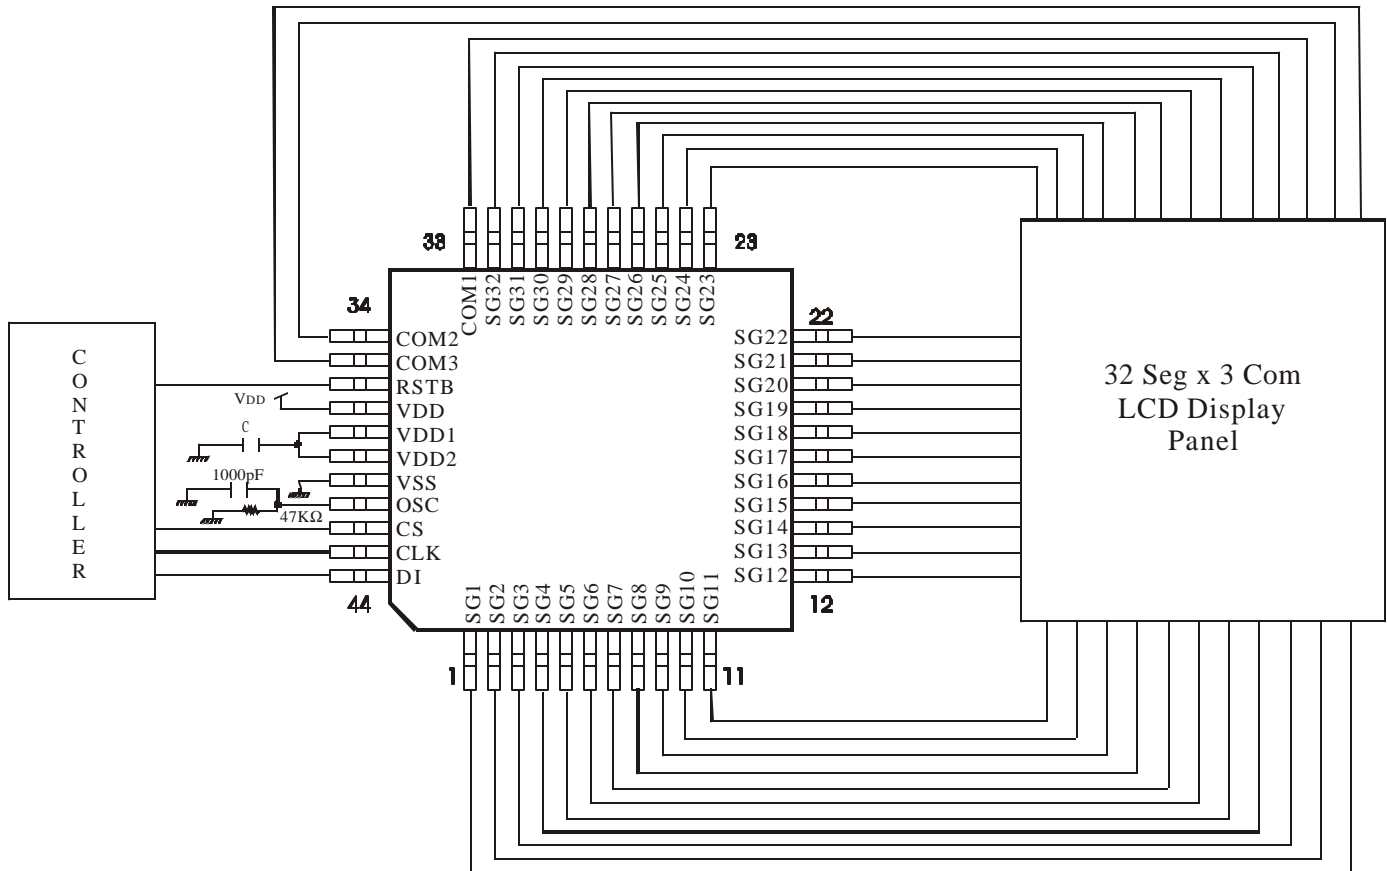 33
23
COM1
SG32
SG31
SG30
SG29
SG28
SG27
SG26
SG25
SG24
SG23
34
22
COM2
COM3
RSTB
VDD
VDD1
VDD2
VSS
OSC
CS
CLK
DI
SG22
SG21
SG20
SG19
SG18
SG17
SG16
SG15
SG14
SG13
SG12
CONTROLLER
VDD
C
1000pF
47KΩ
32 Seg x 3 Com
LCD Display
Panel
44
12
SG1
SG2
SG3
SG4
SG5
SG6
SG7
SG8
SG9
SG10
SG11
1
11